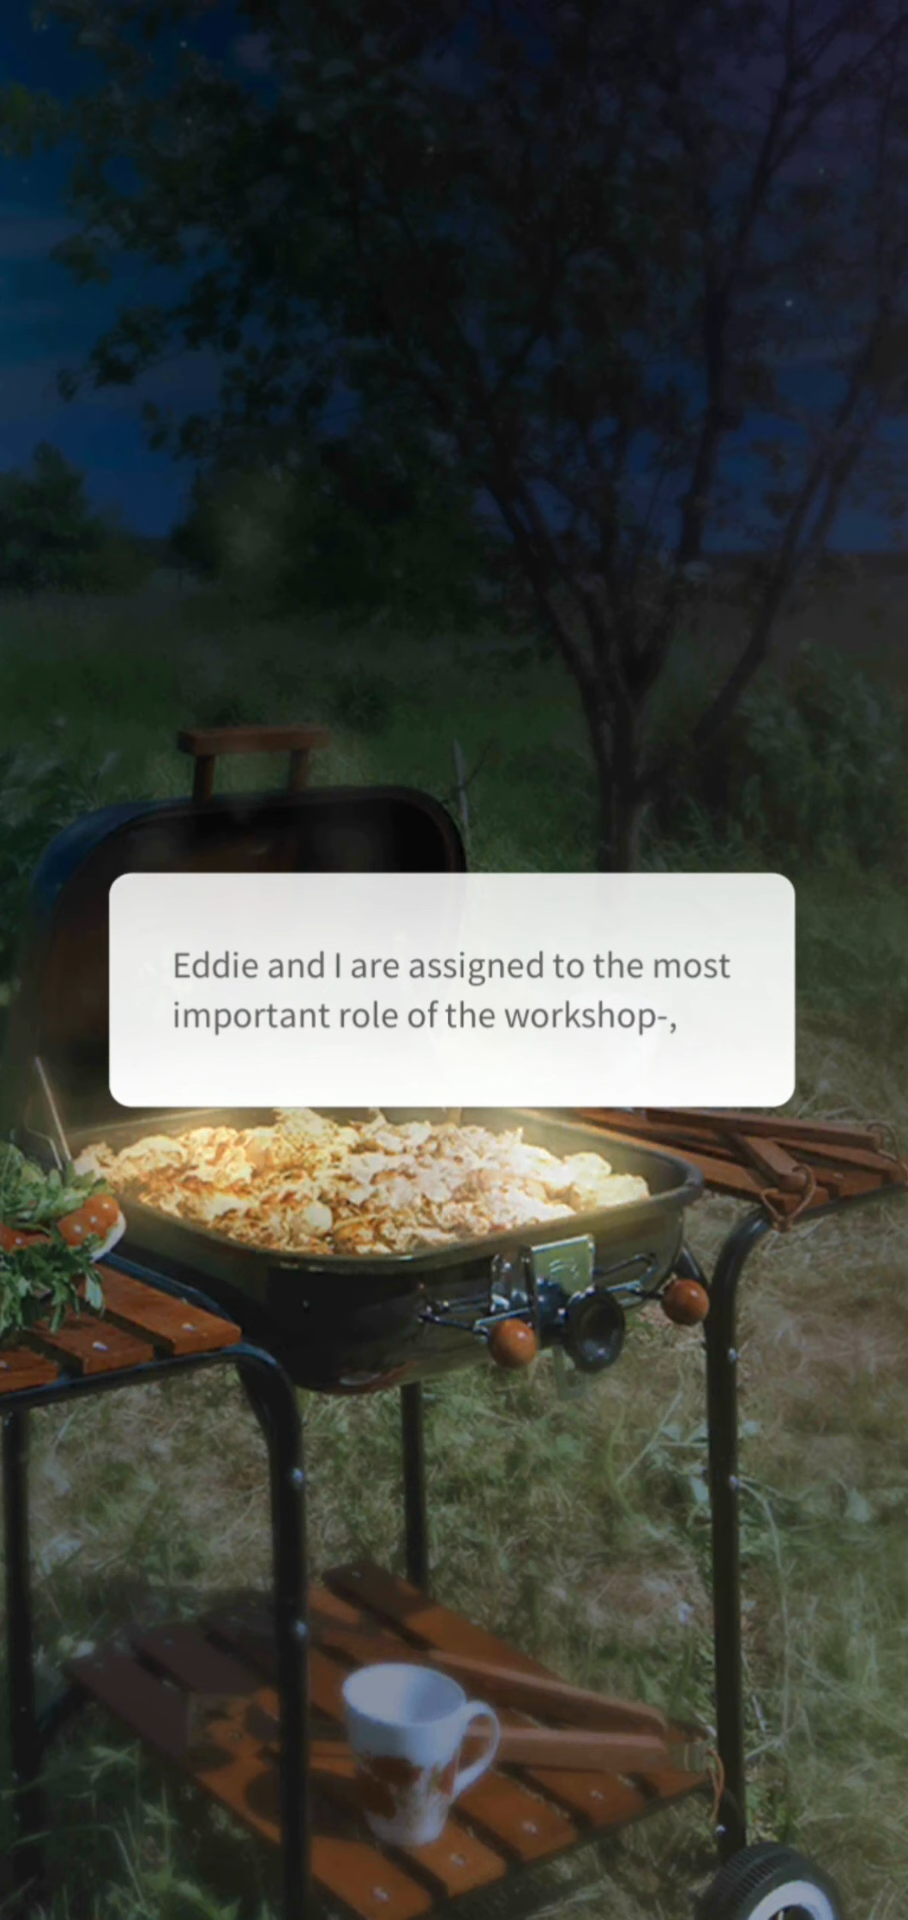 Eddie and I are assigned to the most
important role of the workshop-,